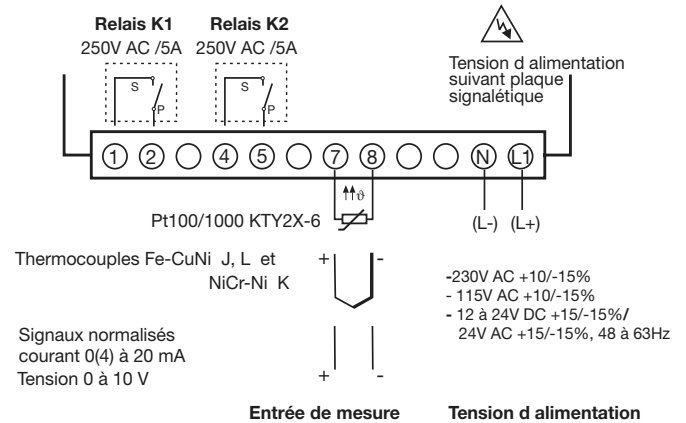 Relais K1
Relais K2
250V AC /5A
250V AC /5A
Tension d alimentation
suivant plaque
signalétique
S
P
S
P
1
2
4
5
7
8
N
L1
ϑ
Pt100/1000 KTY2X-6
(L-)
(L+)
Thermocouples Fe-CuNi J, L et
NiCr-Ni K
+
-
-230V AC +10/-15%
- 115V AC +10/-15%
- 12 à 24V DC +15/-15%/
24V AC +15/-15%, 48 à 63Hz
Signaux normalisés
courant 0(4) à 20 mA
Tension 0 à 10 V
+
-
Entrée de mesure
Tension d alimentation